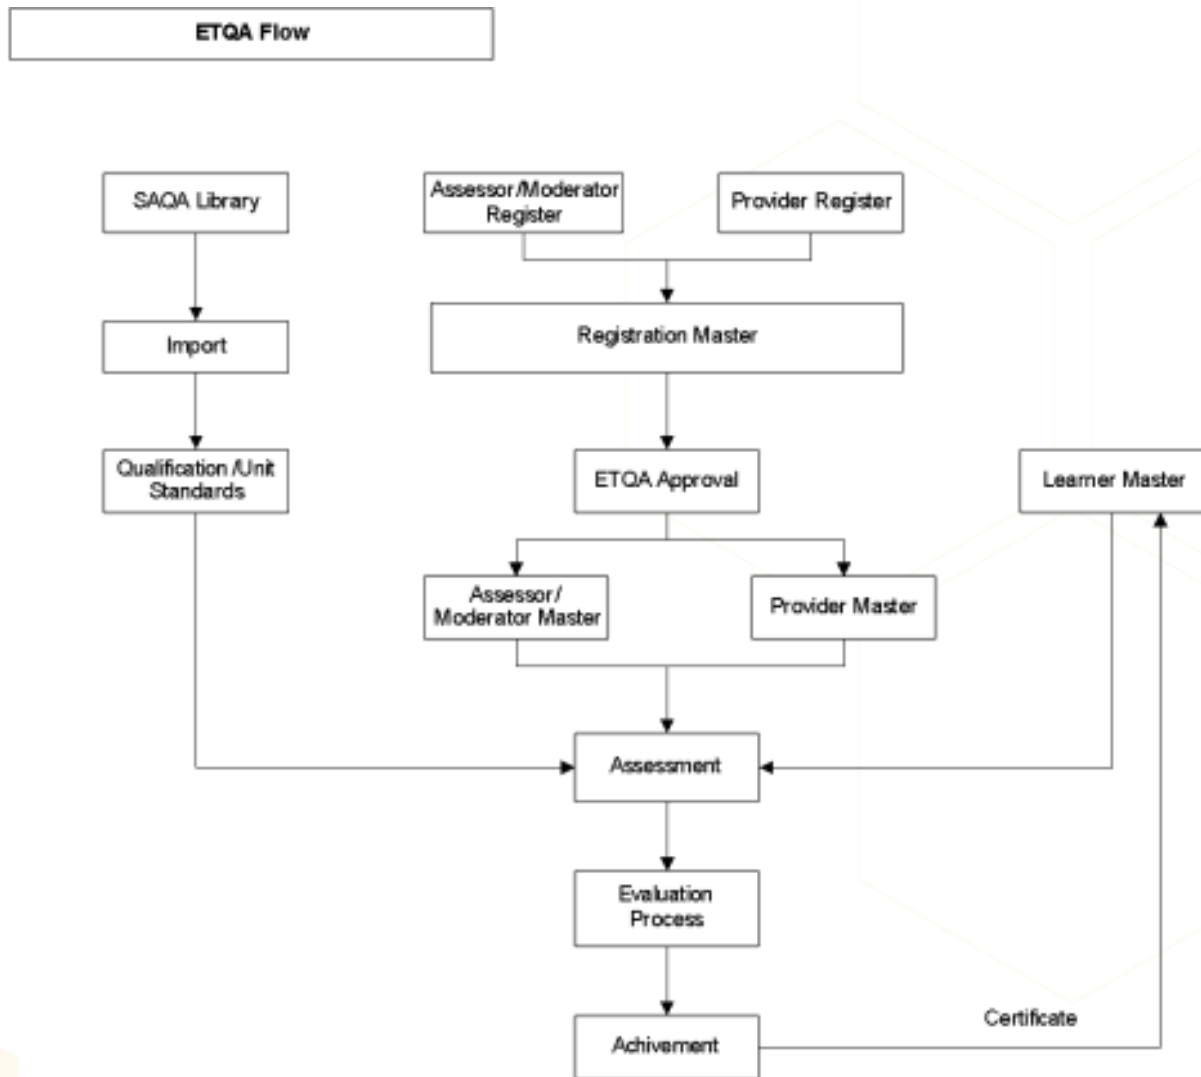 ETQA Flow
SAQA Library
Assessor/Moderator
Register
Provider Register
Import
Registration Master
Qualification/Unit
Standards
ETQA Approval
Learner Master
Assessor/
Moderator Master
Provider Master
Assessment
Evaluation
Process
Certificate
Achivement